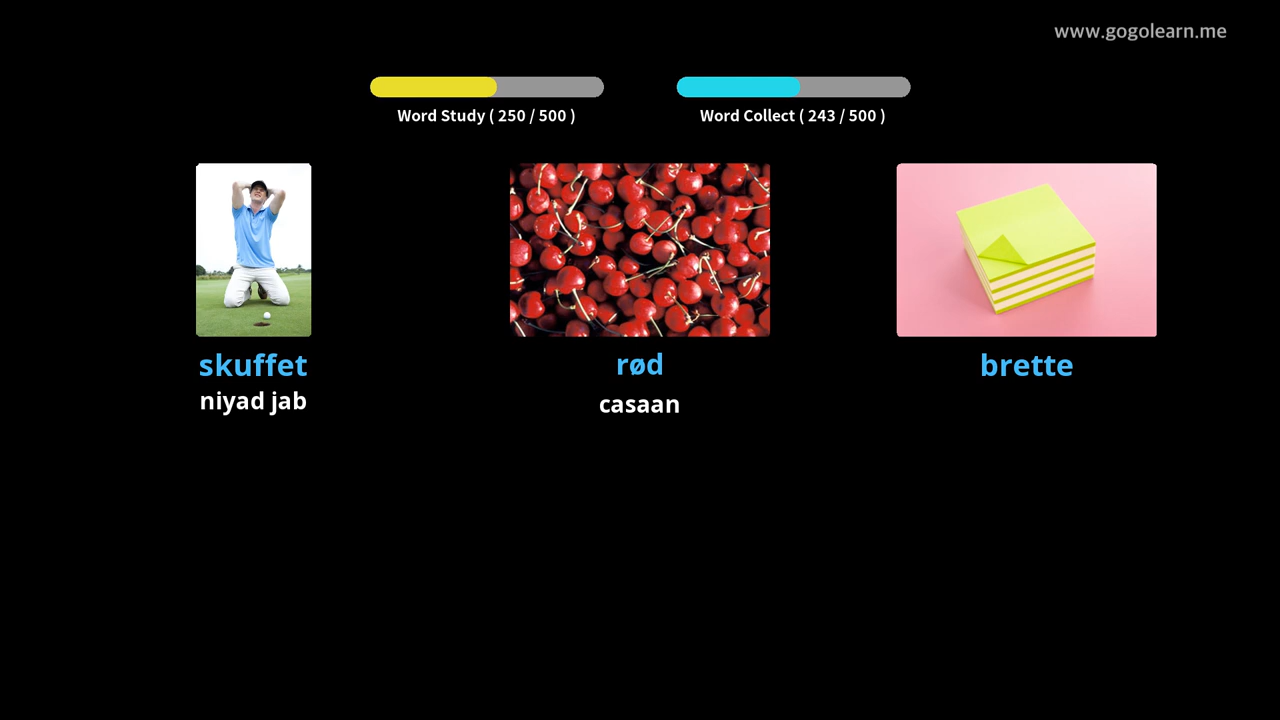 www.gogolearn.me
Word Study ( 250 / 500 )
Word Collect ( 243 / 500 )
skuffet
niyad jab
rød
casaan
brette